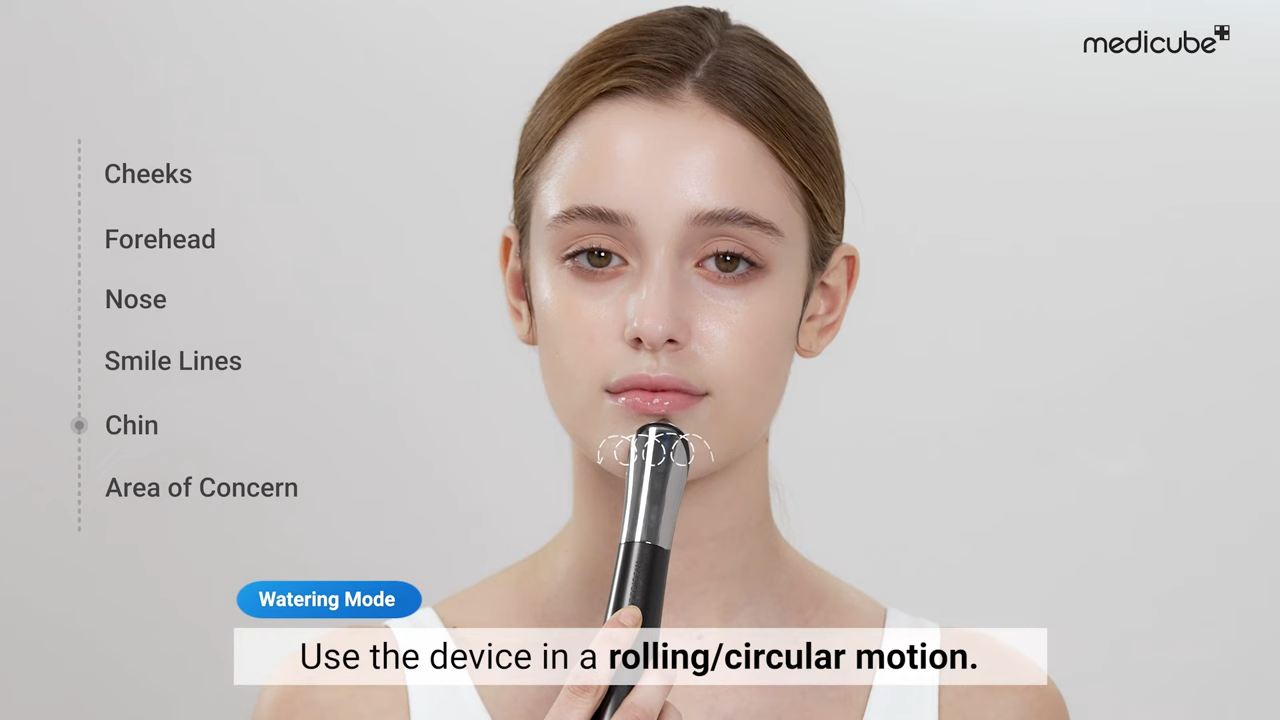 medicube
Cheeks
Forehead
Nose
Smile Lines
Chin
Area of Concern
Watering Mode
Use the device in a rolling/circular motion.